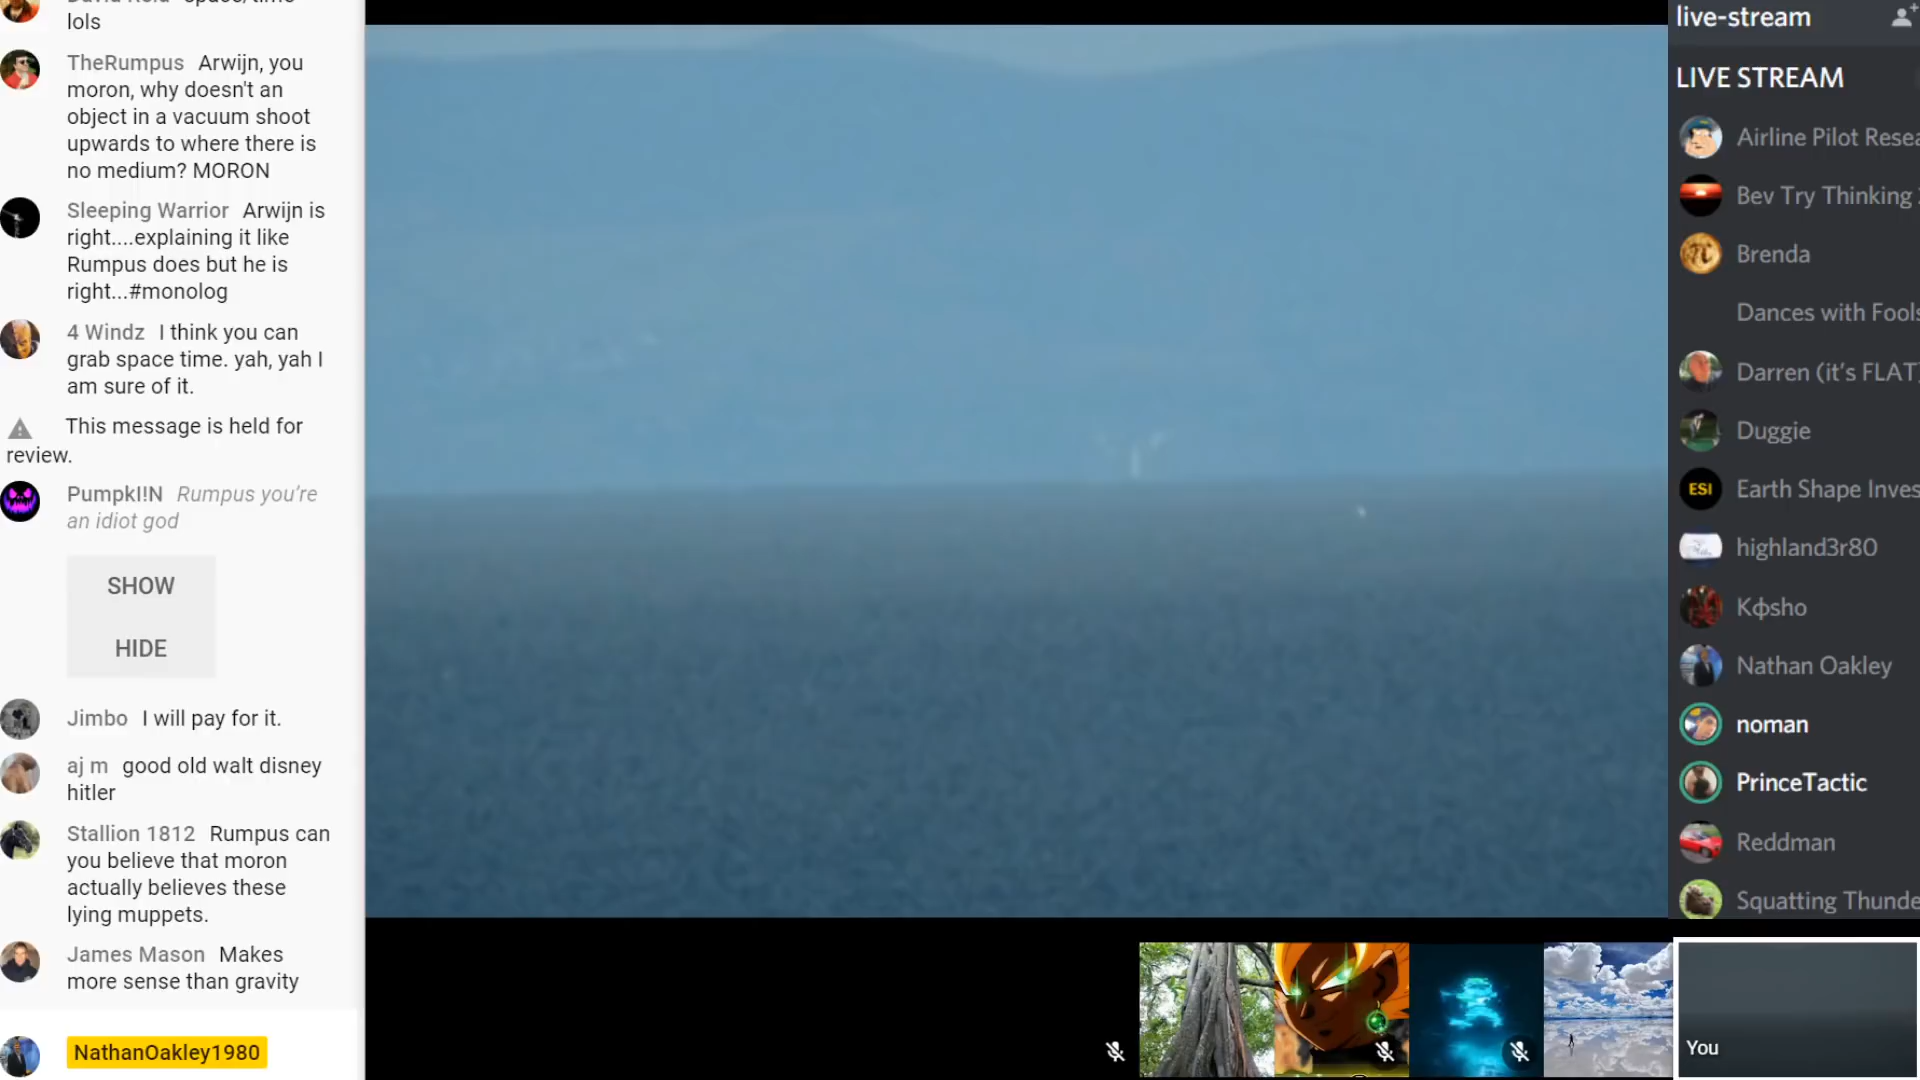 lols
TheRumpus Arwijn, you
moron, why doesn't an
object in a vacuum shoot
upwards to where there is
no medium? MORON
Sleeping Warrior Arwijn is
right....explaining it like
Rumpus does but he is
right...#monolog
4 Windz I think you can
grab space time. yah, yah I
am sure of it.
This message is held for
review.
PumpkI!N Rumpus you're
an idiot god
SHOW
HIDE
Jimbo I will pay for it.
aj m good old walt disney
hitler
Stallion 1812 Rumpus can
you believe that moron
actually believes these
lying muppets.
James Mason Makes
more sense than gravity
NathanOakley1980
live-stream
LIVE STREAM
Airline Pilot Resea
Bev Try Thinking
Brenda
Dances with Fools
Darren (it's FLAT)
Duggie
ESI Earth Shape Inves
highland3r80
Kφsho
Nathan Oakley
noman
PrinceTactic
Reddman
Squatting Thunde
You